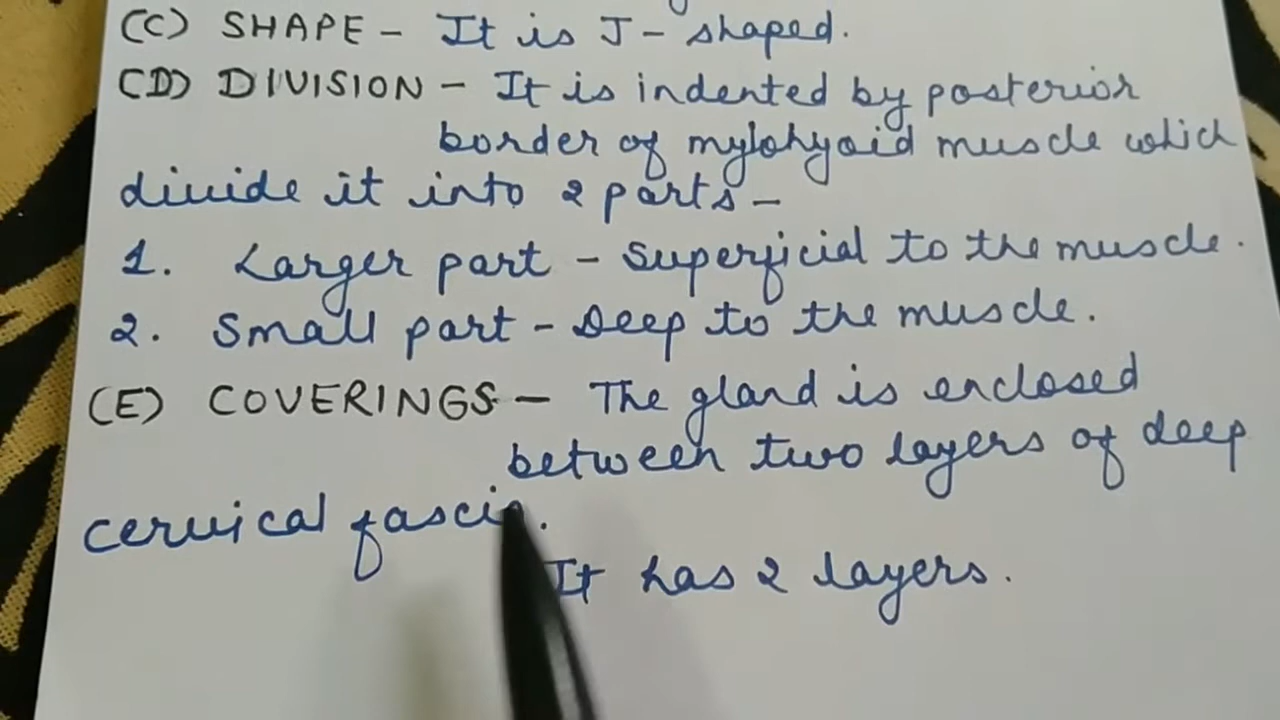 (C) SHAPE - It is J-shaped.
(D) DIVISION - It is indented by posterior
border of mylohyoid muscle which
divide it into 2 parts -
1. Larger part - Superficial to the muscle.
2. Small part - Deep to the muscle.
(E) COVERINGS - The gland is enclosed
between two layers of deep
cervical fascia.
It has 2 layers.